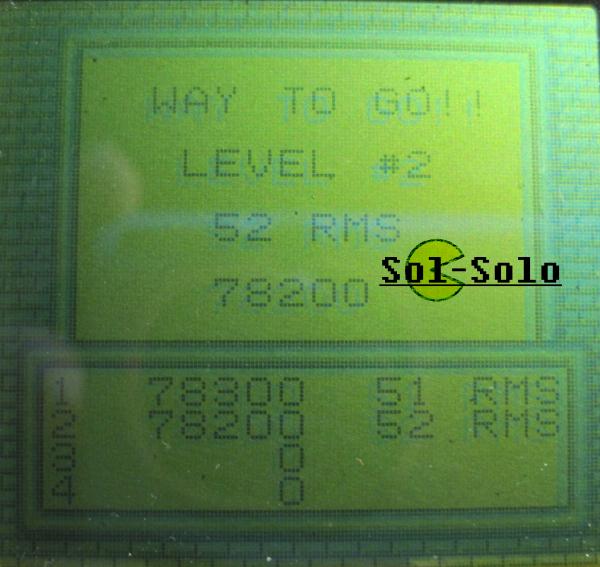 WAY TO GO!!
LEVEL #2
52 RMS
78200
Sol-Solo
1 78300 51 RMS
2 78200 52 RMS
3 0
4 0